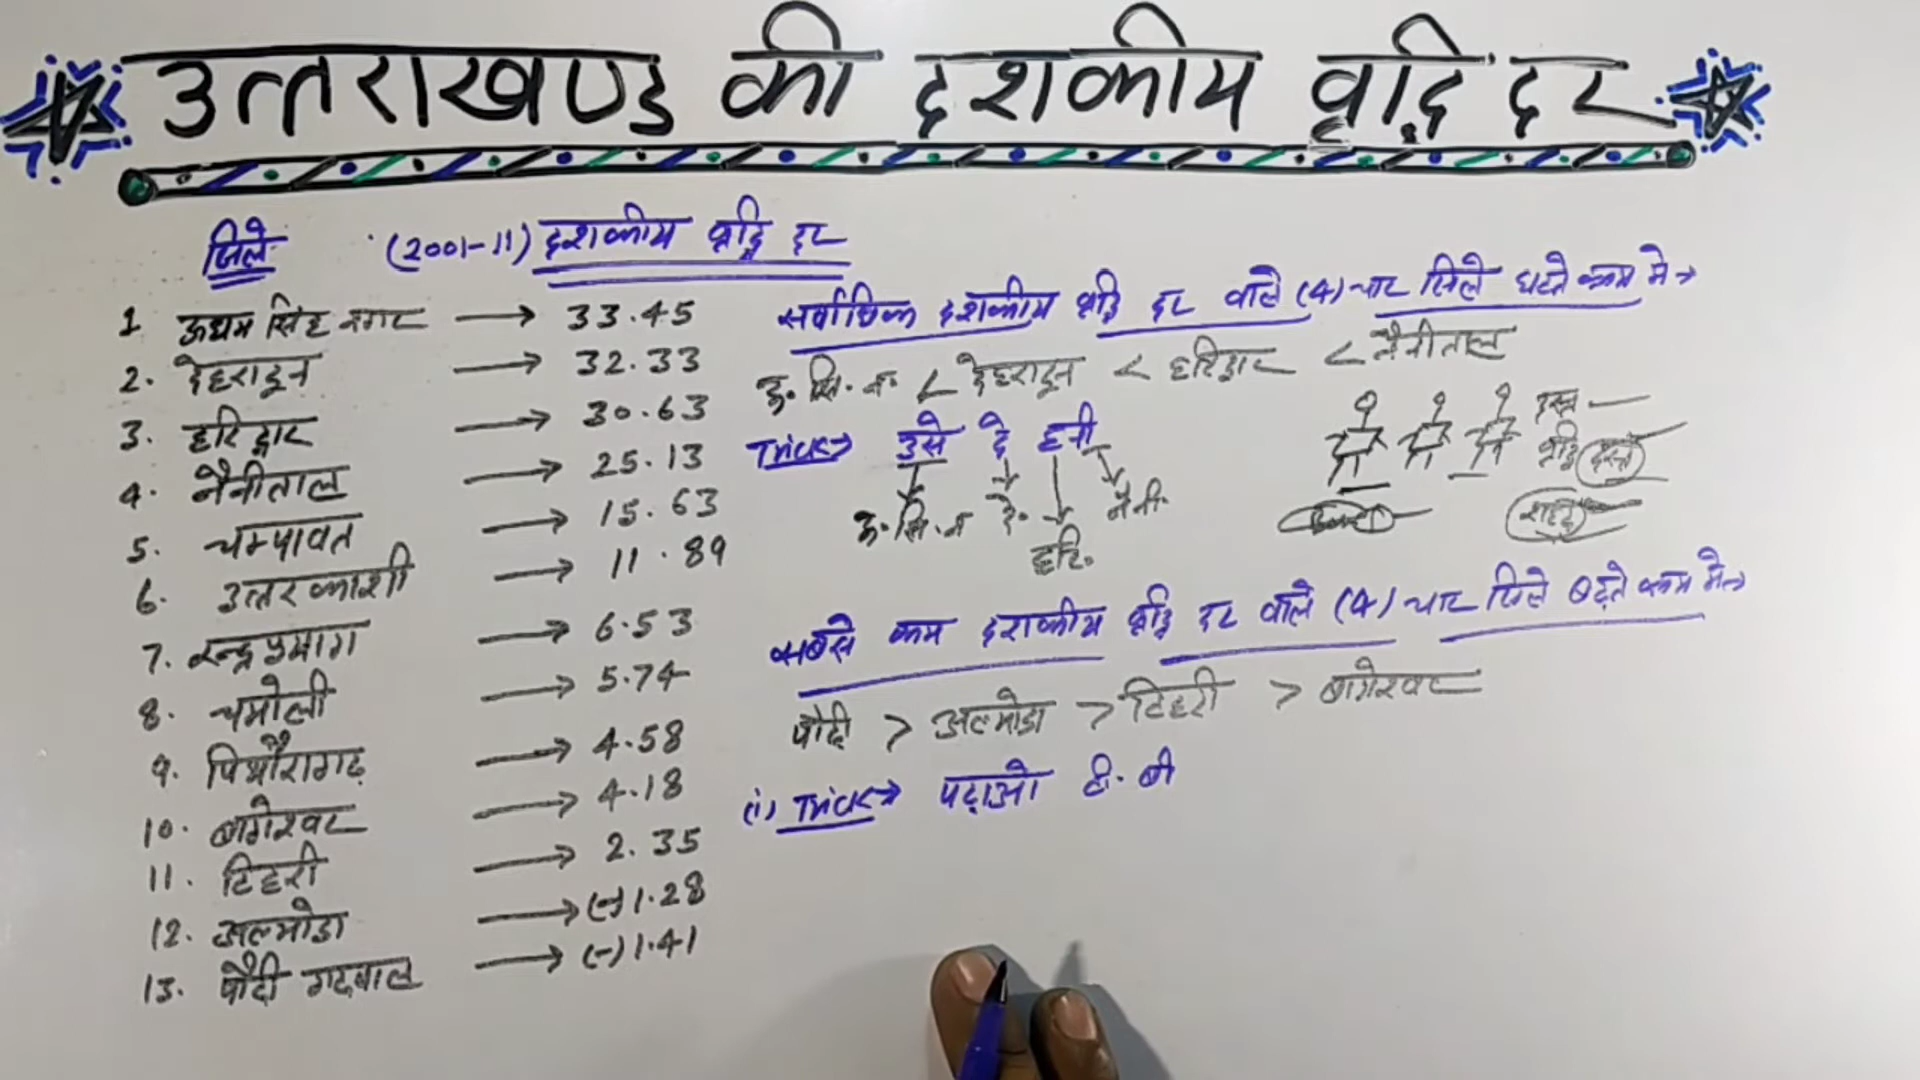 उत्तराखण्ड की दशकीय वृद्धि दर
जिले (2001-11) दशकीय वृद्धि दर
1 ऊधम सिंह नगर → 33.45
2. देहरादून → 32.33
3. हरिद्वार → 30.63
4. नैनीताल → 25.13
5. चम्पावत → 15.63
6. उत्तरकाशी → 11.89
7. रुद्रप्रयाग → 6.53
8. चमोली → 5.74
9. पिथौरागढ़ → 4.58
10. बागेश्वर → 4.18
11. टिहरी → 2.35
12. अल्मोडा → (-) 1.28
13. पौढी गढवाल → (-) 1.41
सर्वाधिक दशकीय वृद्धि दर वाले (4) चार जिले घटते क्रम मे →
ऊ. सि. न. < देहरादून < हरिद्वार < नैनीताल
Trick → उसे दे हनी
ऊ. सि. न दे. हरि. नैनी.
दस्त
वृद्धि दस्त
सबसे कम दशकीय वृद्धि दर वाले (4) चार जिले बढ़ते क्रम मे →
पौढी > अल्मोडा > टिहरी > बागेश्वर
(i) Trick → पढ़ाओ टी. बी